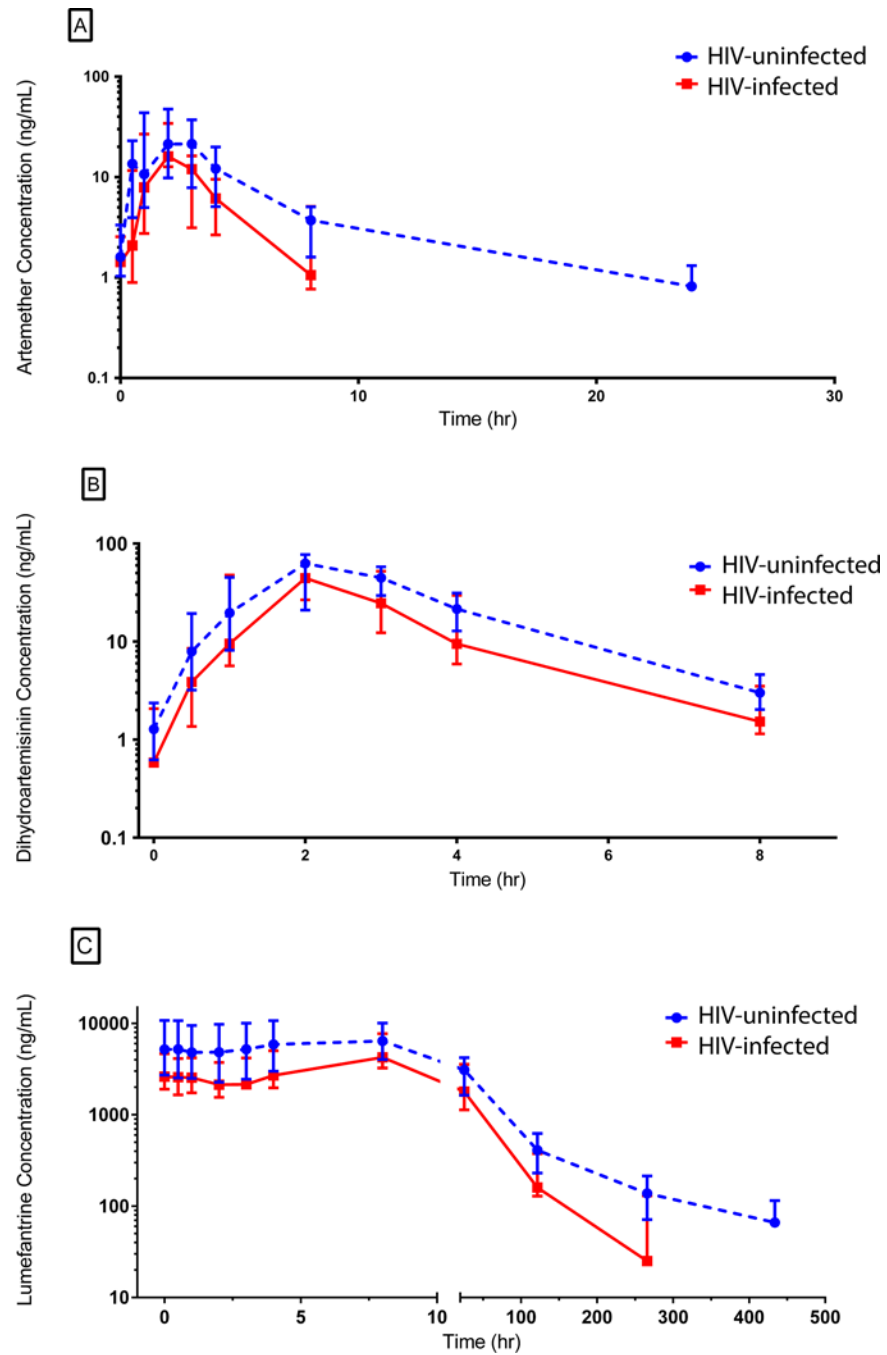 A
HIV-uninfected
HIV-infected
Artemether Concentration (ng/mL)
100
10
1
0.1
0 10 20 30
Time (hr)
B
HIV-uninfected
HIV-infected
Dihydroartemisinin Concentration (ng/mL)
100
10
1
0.1
0 2 4 6 8
Time (hr)
C
HIV-uninfected
HIV-infected
Lumefantrine Concentration (ng/mL)
10000
1000
100
10
0 5 10 100 200 300 400 500
Time (hr)